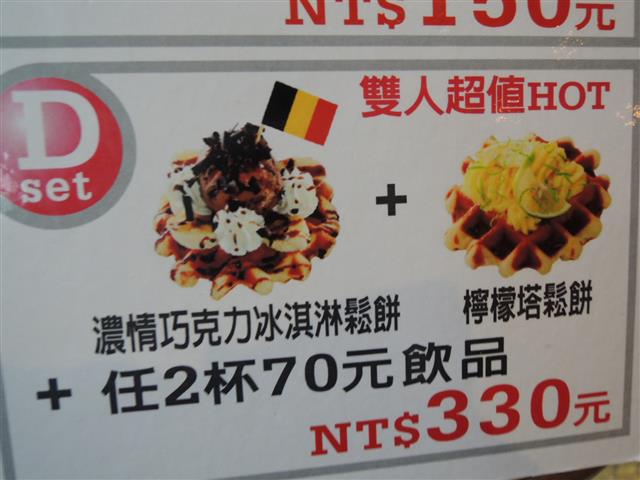 NT$150元
D set
雙人超值HOT
+
濃情巧克力冰淇淋鬆餅
檸檬塔鬆餅
+ 任2杯70元飲品
NT$330元